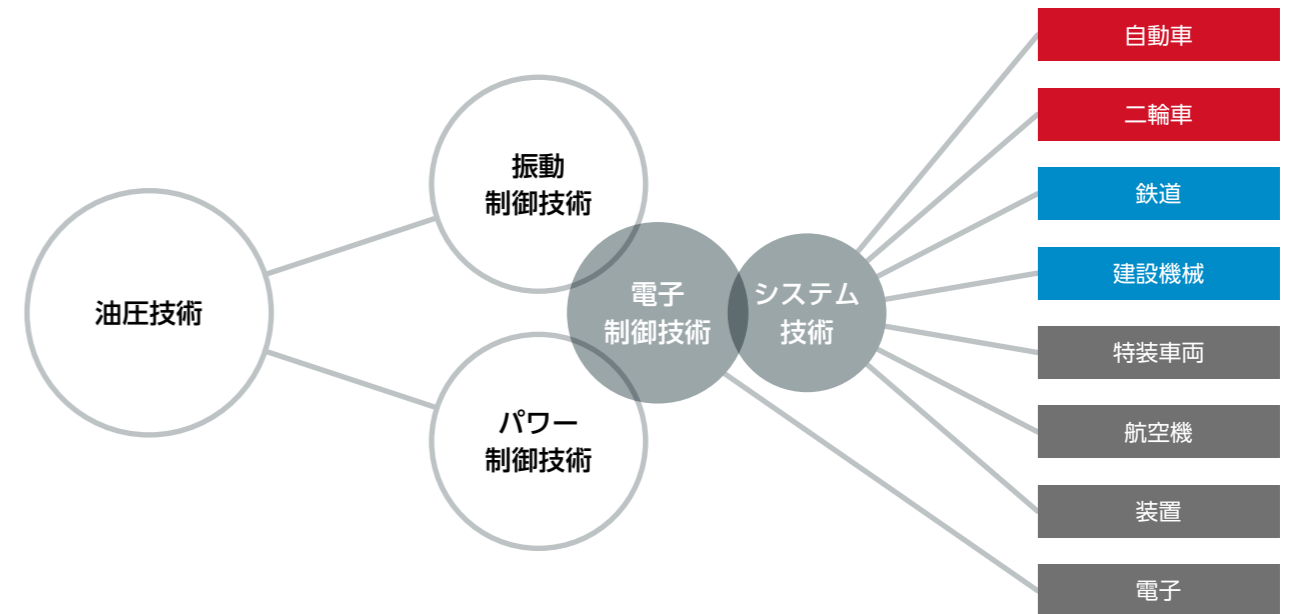 油圧技術
振動
制御技術
パワー
制御技術
電子
制御技術
システム
技術
自動車
二輪車
鉄道
建設機械
特装車両
航空機
装置
電子